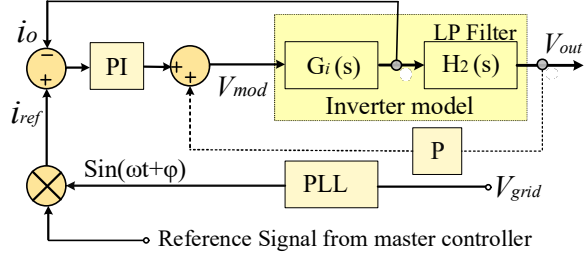 i_o
LP Filter
V_out
−
+
PI
+
+
V_mod
G_i(s)
H_2(s)
Inverter model
i_ref
P
Sin(ωt+φ)
PLL
V_grid
Reference Signal from master controller